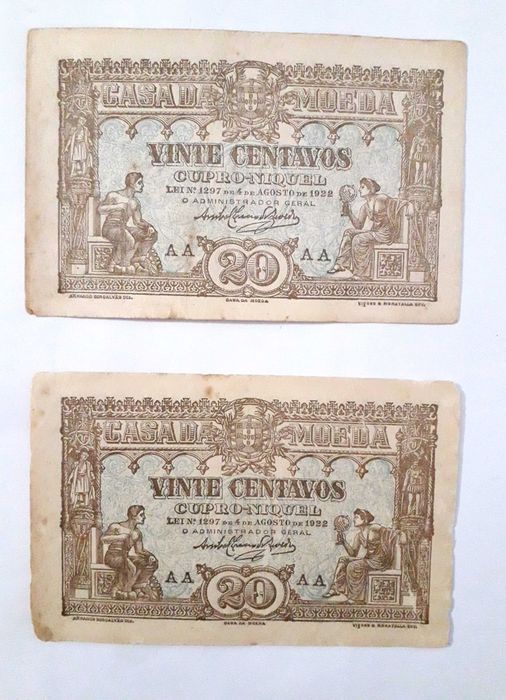 CASA DA MOEDA
VINTE CENTAVOS
CUPRO-NIQUEL
LEI Nº 1297 DE 4 DE AGOSTO DE 1922
O ADMINISTRADOR GERAL
AA AA
20
CASA DA MOEDA
CASA DA MOEDA
VINTE CENTAVOS
CUPRO-NIQUEL
LEI Nº 1297 DE 4 DE AGOSTO DE 1922
O ADMINISTRADOR GERAL
AA AA
20
CASA DA MOEDA